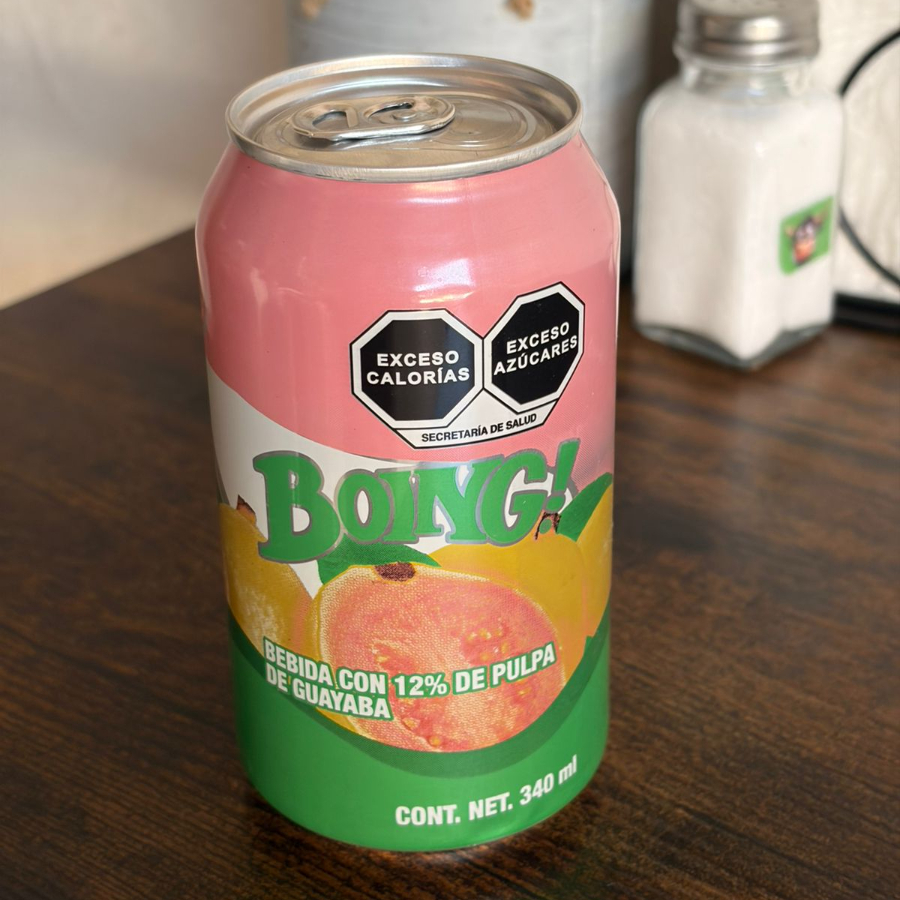 EXCESO
CALORÍAS
EXCESO
AZÚCARES
SECRETARÍA DE SALUD
BOING!
BEBIDA CON 12% DE PULPA
DE GUAYABA
CONT. NET. 340 ml